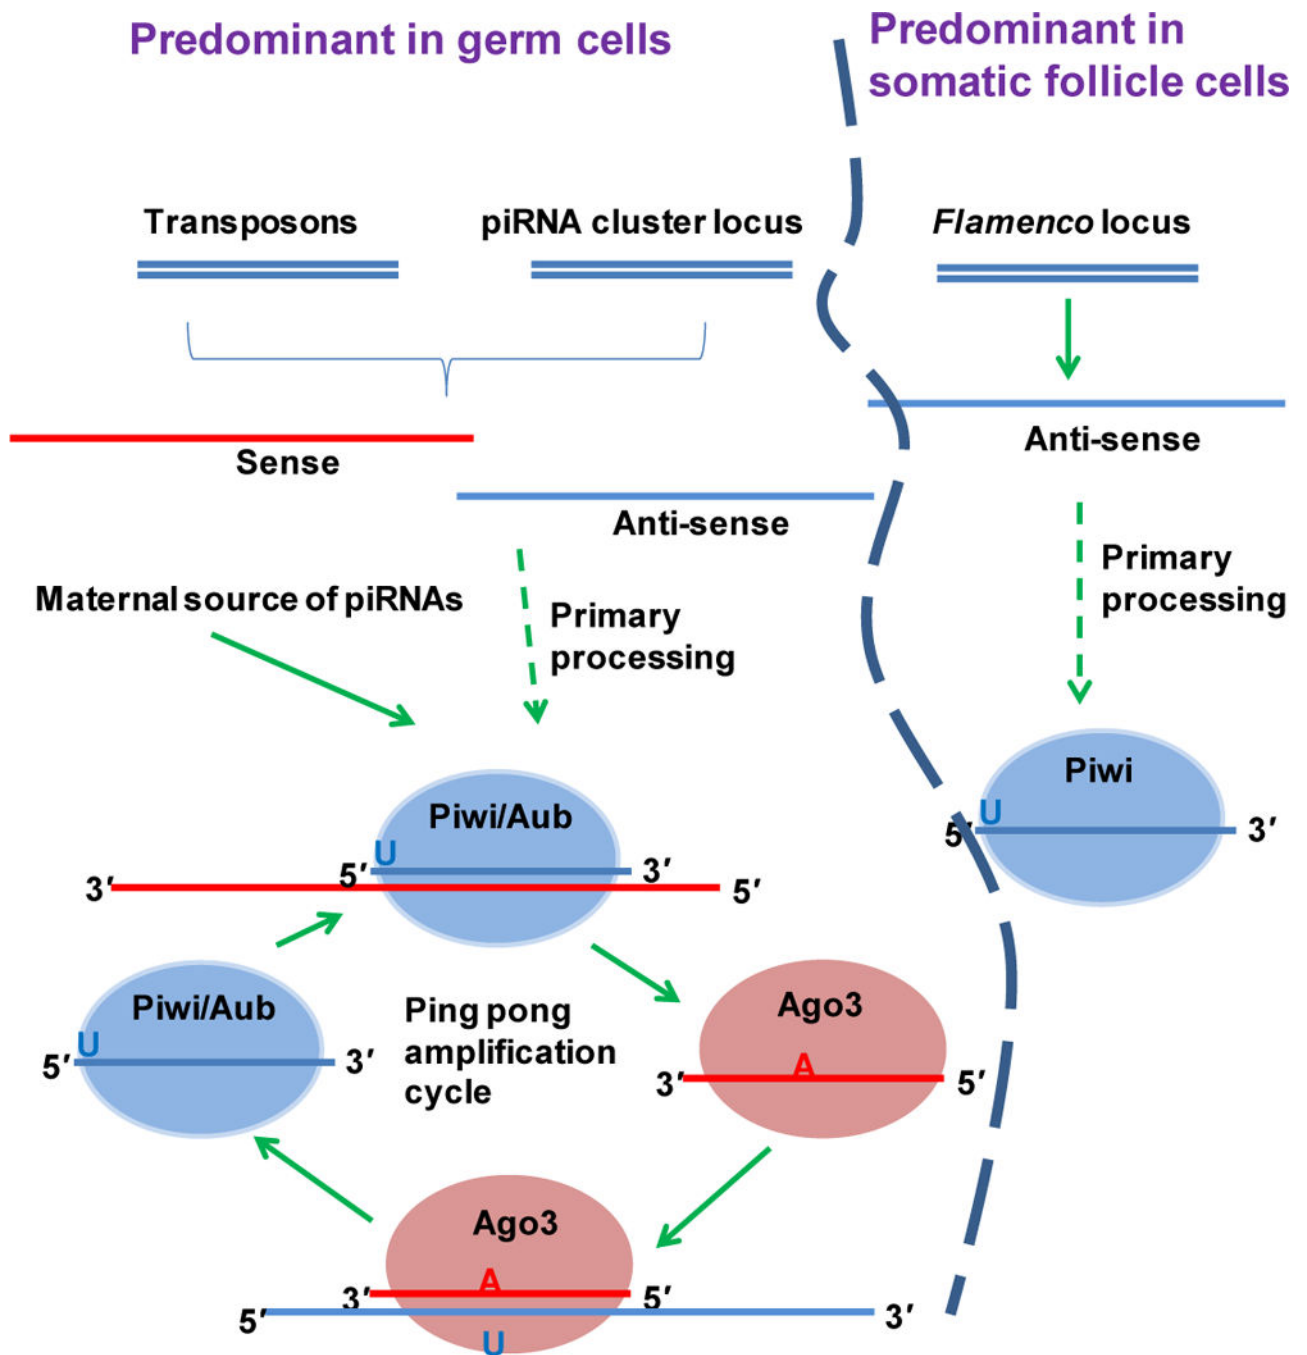 Predominant in germ cells
Predominant in
somatic follicle cells
Transposons
piRNA cluster locus
Flamenco locus
Sense
Anti-sense
Anti-sense
Maternal source of piRNAs
Primary
processing
Primary
processing
Piwi/Aub
U
5′
3′
3′
5′
Piwi
U
5′
3′
Piwi/Aub
U
5′
3′
Ping pong
amplification
cycle
Ago3
A
3′
5′
Ago3
A
3′
5′
5′
3′
U